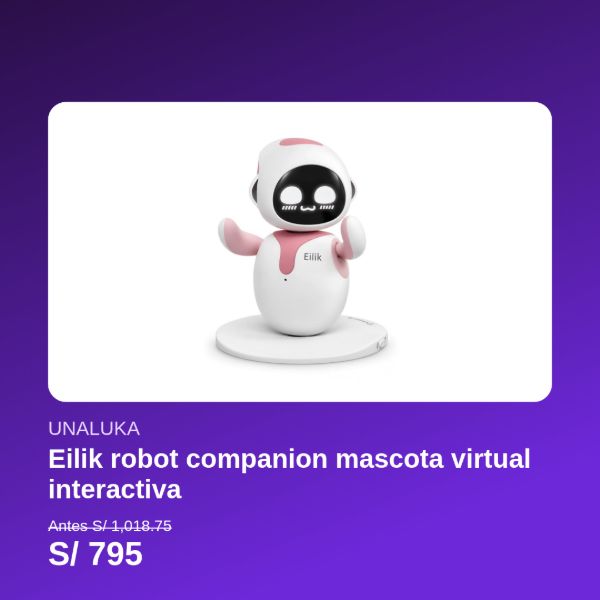 Eilik
UNALUKA
Eilik robot companion mascota virtual
interactiva
Antes S/ 1,018.75
S/ 795